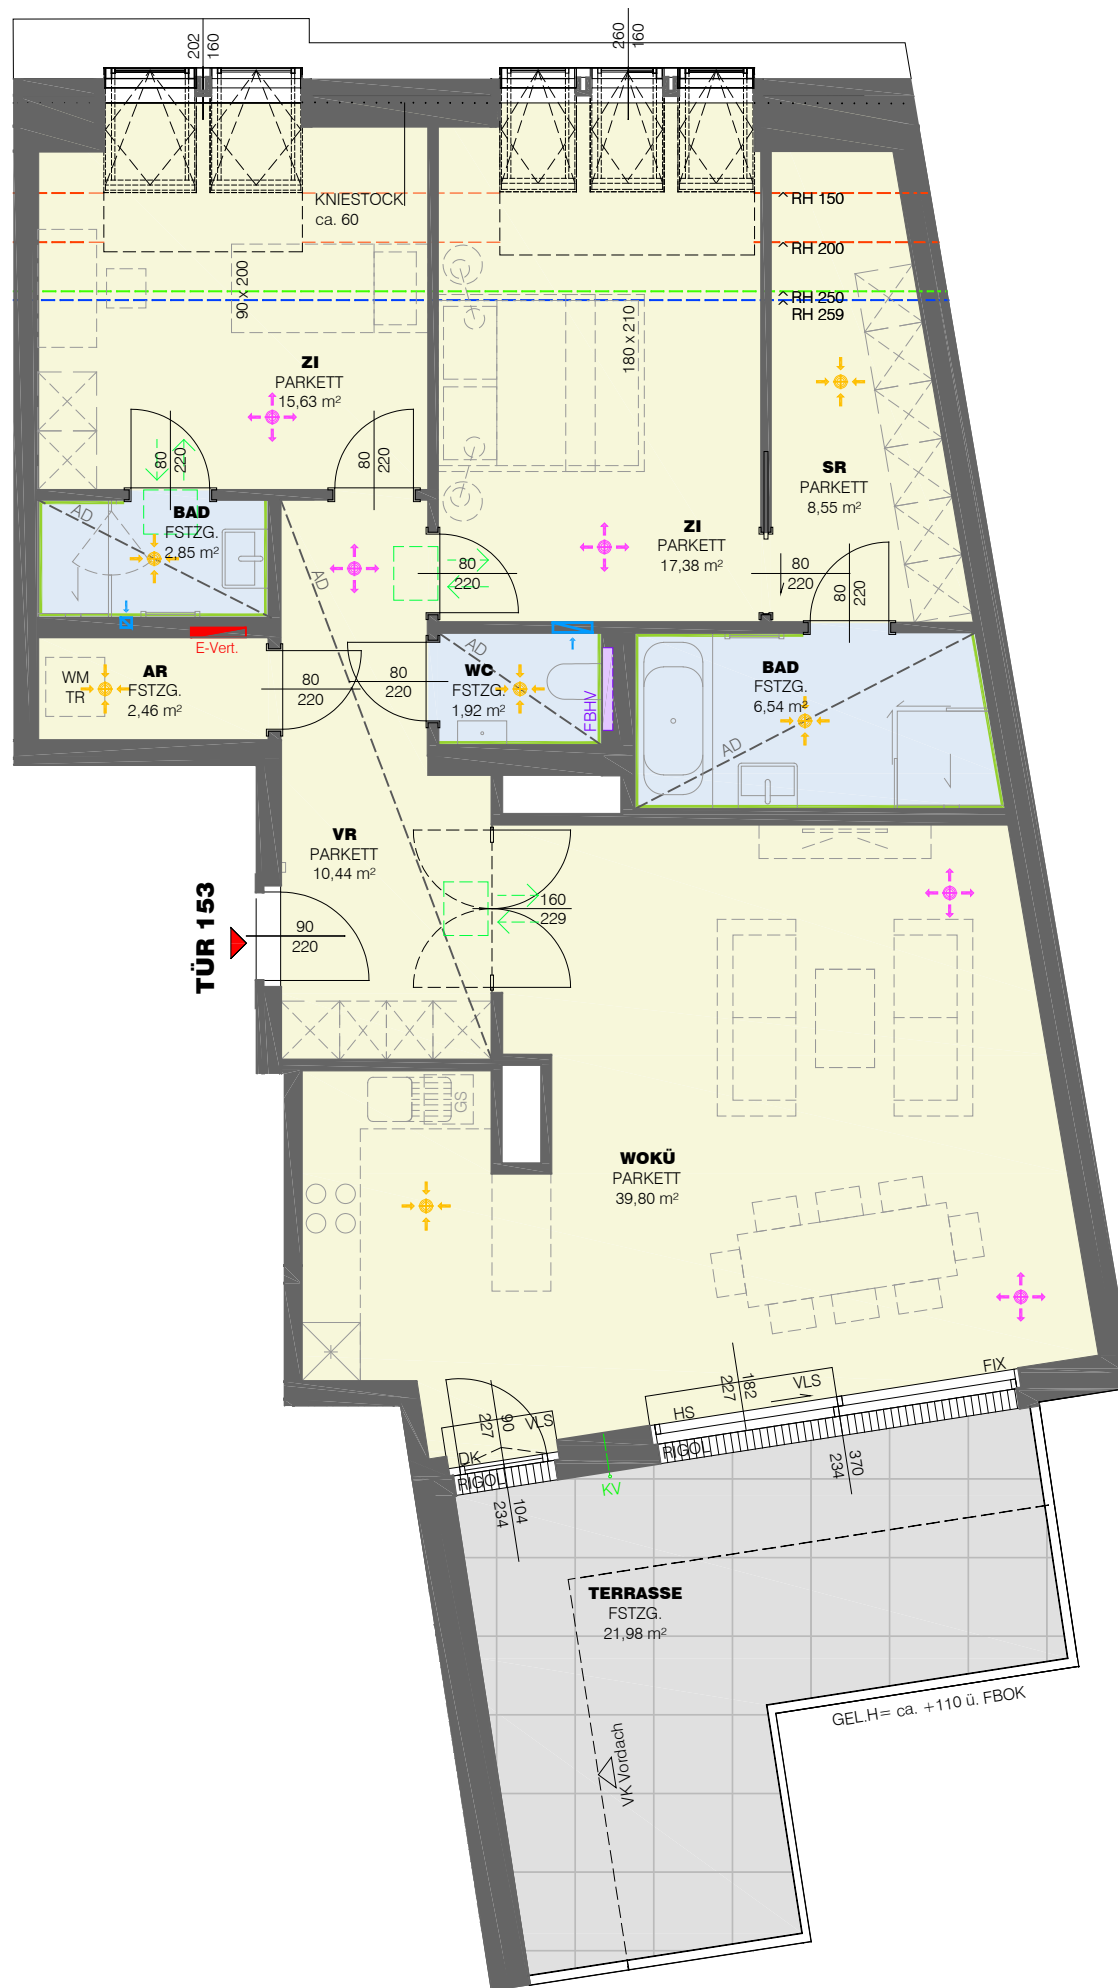 202
160
260
160
KNIESTOCK
ca. 60
^ RH 150
^ RH 200
^ RH 250
^ RH 259
90 x 200
180 x 210
ZI
PARKETT
15,63 m²
80
220
80
220
SR
PARKETT
8,55 m²
BAD
FSTZG.
2,85 m²
AD
AD
ZI
PARKETT
17,38 m²
80
220
80
220
80
220
E-Vert.
WM
TR
AR
FSTZG.
2,46 m²
80
220
80
220
AD
WC
FSTZG.
1,92 m²
FBHV
BAD
FSTZG.
6,54 m²
AD
VR
PARKETT
10,44 m²
TÜR 153
90
220
160
229
GS
WOKÜ
PARKETT
39,80 m²
FIX
182
227
VLS
HS
RIGOL
90
227
VLS
DK
RIGOL
KV
370
234
104
234
TERRASSE
FSTZG.
21,98 m²
GEL.H= ca. +110 ü. FBOK
VK Vordach